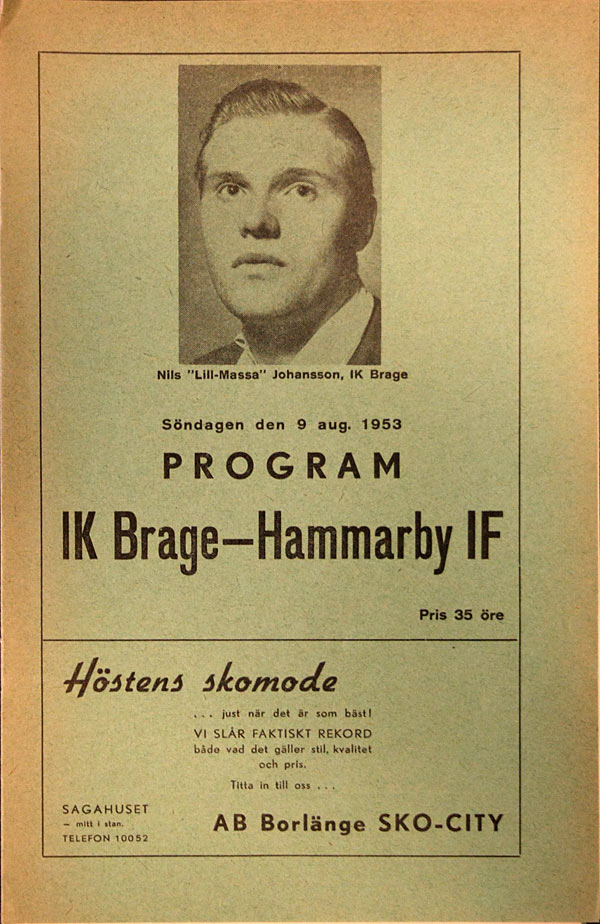 Nils "Lill-Massa" Johansson, IK Brage
Söndagen den 9 aug. 1953
PROGRAM
IK Brage—Hammarby IF
Pris 35 öre
Höstens skomode
. . . just när det är som bäst!
VI SLÅR FAKTISKT REKORD
både vad det gäller stil, kvalitet
och pris.
Titta in till oss . . .
SAGAHUSET
— mitt i stan.
TELEFON 10052
AB Borlänge SKO-CITY